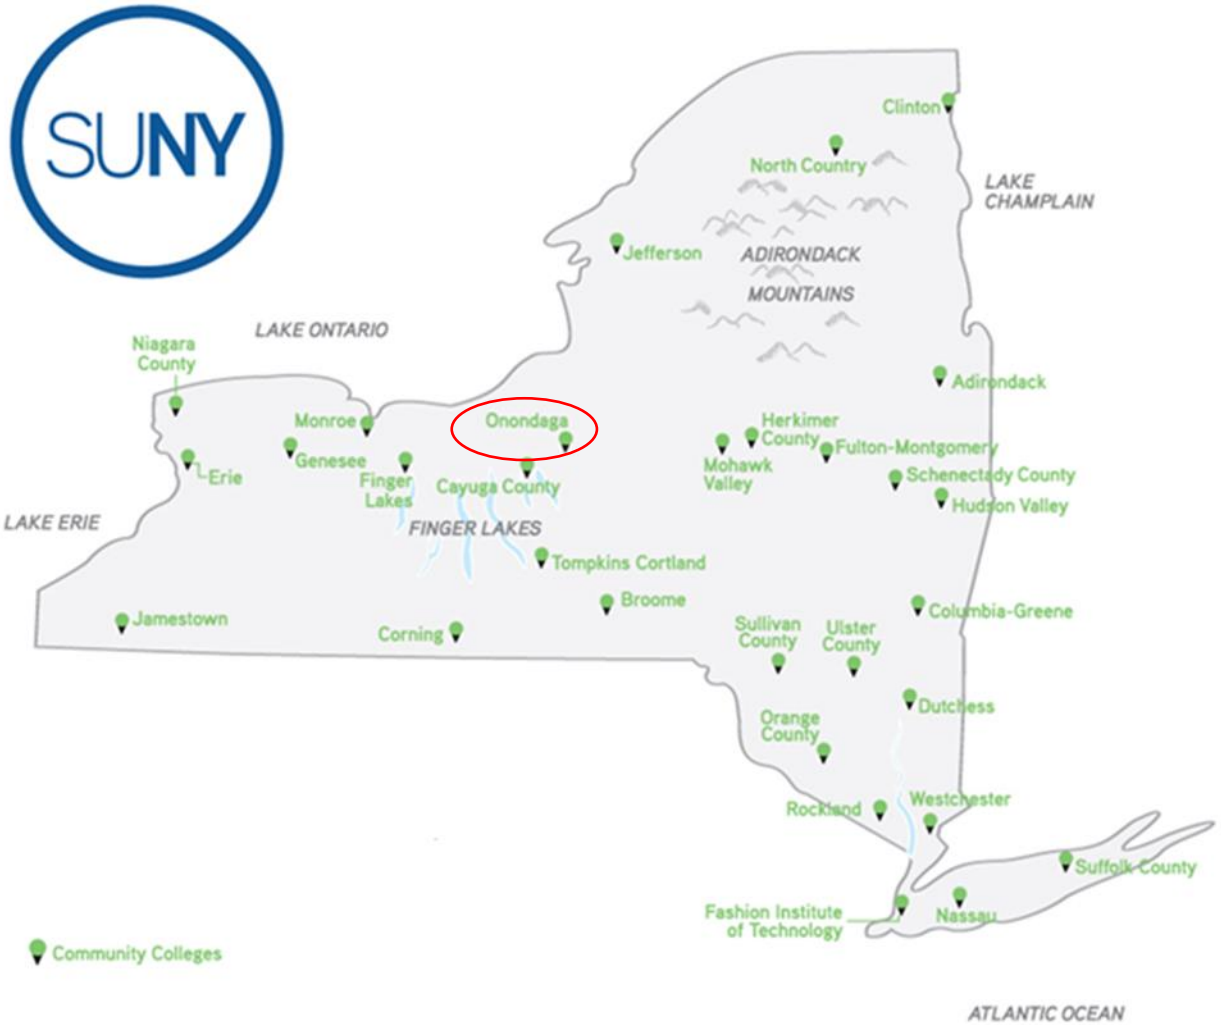 SUNY
Clinton
North Country
LAKE
CHAMPLAIN
Jefferson
ADIRONDACK
MOUNTAINS
LAKE ONTARIO
Niagara
County
Adirondack
Monroe
Onondaga
Herkimer
County
Fulton-Montgomery
Genesee
Mohawk
Valley
Erie
Finger
Lakes
Cayuga County
Schenectady County
Hudson Valley
LAKE ERIE
FINGER LAKES
Tompkins Cortland
Broome
Columbia-Greene
Jamestown
Corning
Sullivan
County
Ulster
County
Dutchess
Orange
County
Rockland
Westchester
Suffolk County
Fashion Institute
of Technology
Nassau
Community Colleges
ATLANTIC OCEAN